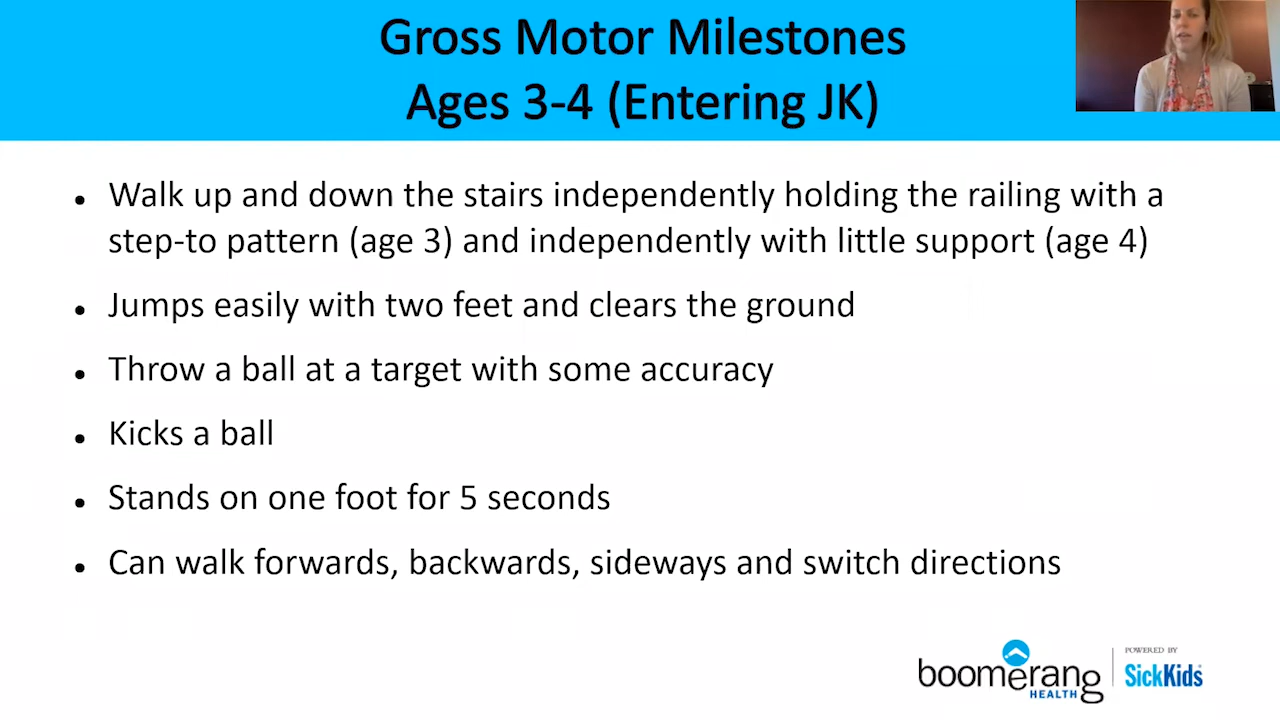 Gross Motor Milestones
Ages 3-4 (Entering JK)
• Walk up and down the stairs independently holding the railing with a
step-to pattern (age 3) and independently with little support (age 4)
• Jumps easily with two feet and clears the ground
• Throw a ball at a target with some accuracy
• Kicks a ball
• Stands on one foot for 5 seconds
• Can walk forwards, backwards, sideways and switch directions
boomerang
HEALTH
POWERED BY
SickKids®